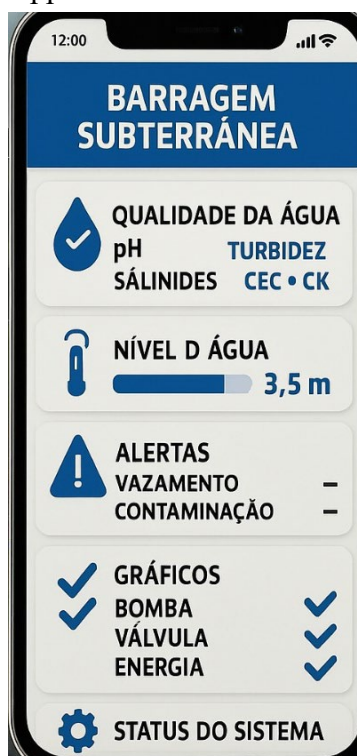 12:00
BARRAGEM
SUBTERRÁNEA
QUALIDADE DA ÁGUA
pH TURBIDEZ
SÁLINIDES CEC • CK
NÍVEL D ÁGUA
3,5 m
ALERTAS
VAZAMENTO –
CONTAMINAÇÃO –
GRÁFICOS
BOMBA
VÁLVULA
ENERGIA
STATUS DO SISTEMA